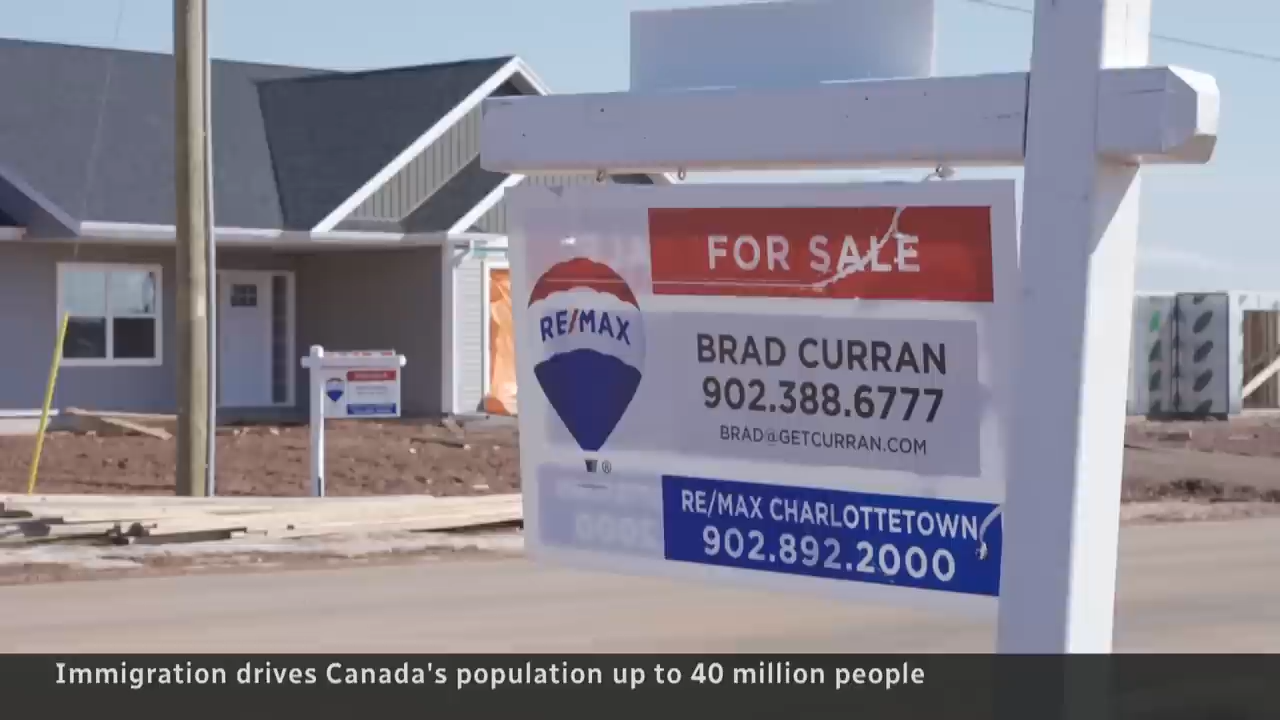 FOR SALE
RE/MAX
BRAD CURRAN
902.388.6777
BRAD@GETCURRAN.COM
®
RE/MAX CHARLOTTETOWN
902.892.2000
Immigration drives Canada's population up to 40 million people